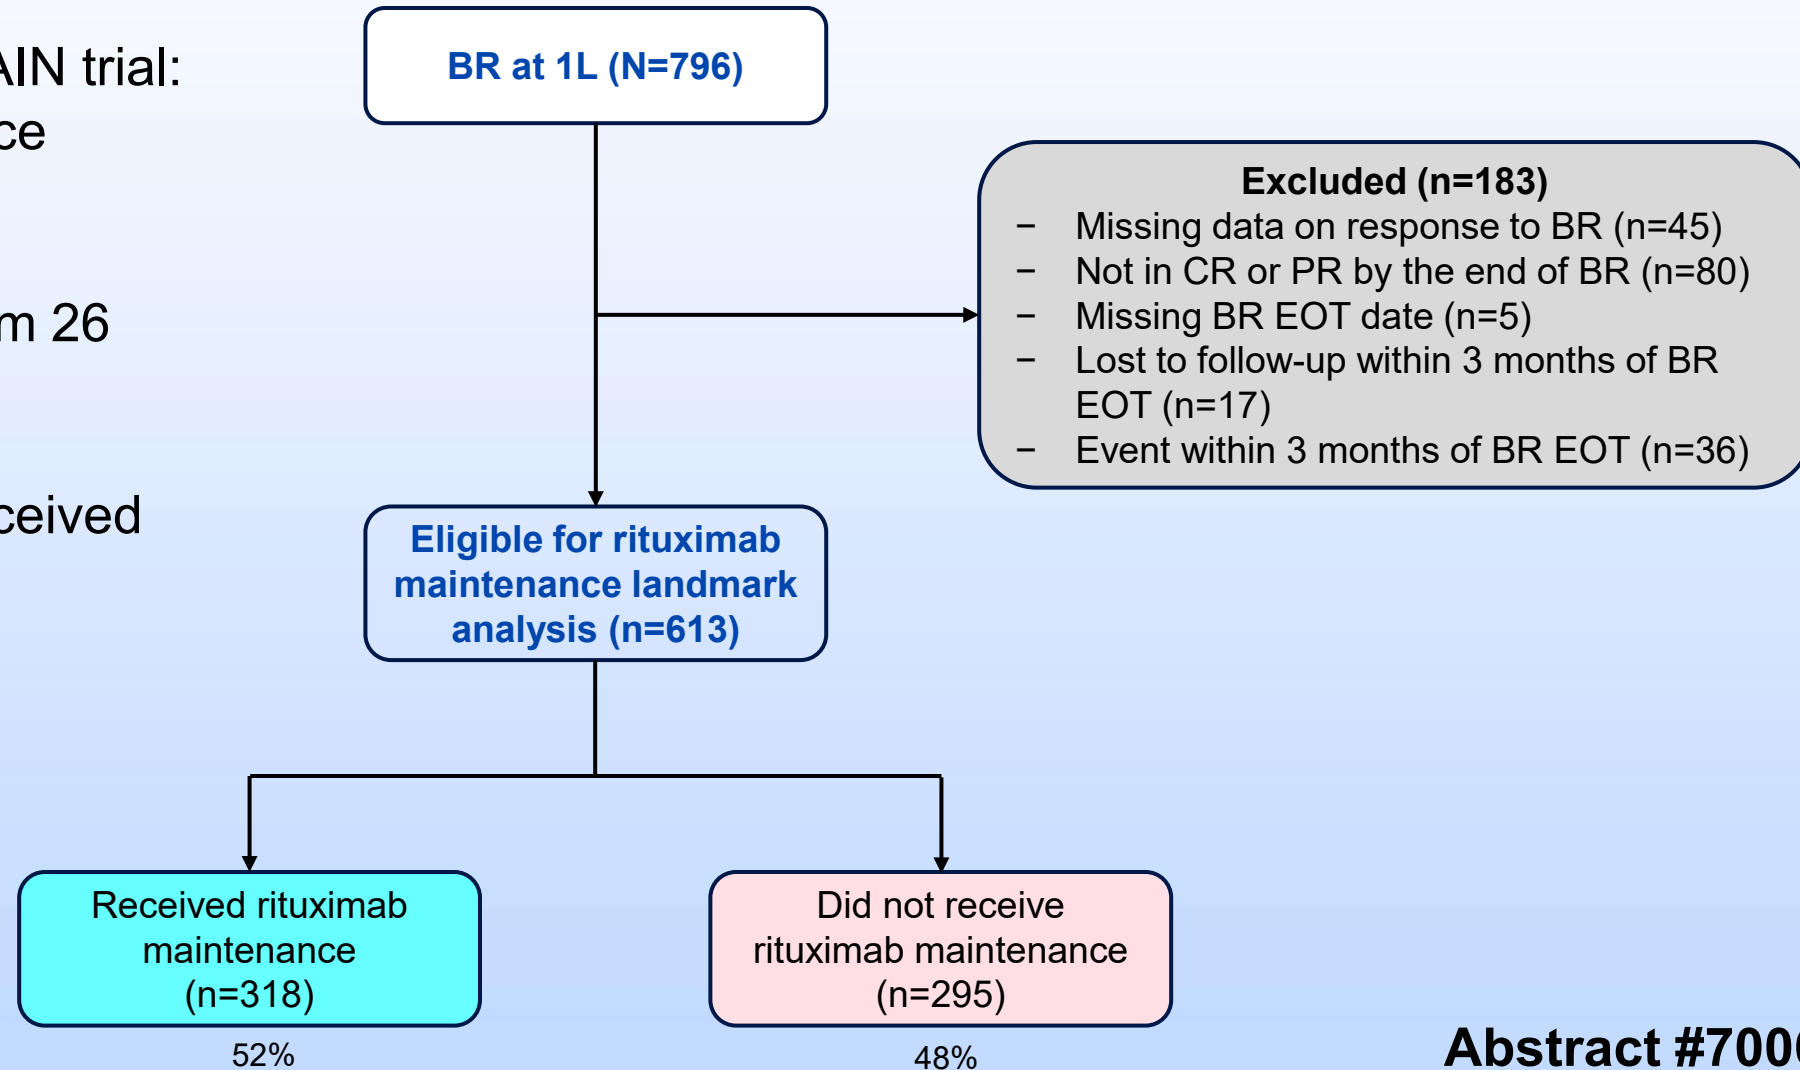 AIN trial:
ce
m 26
ceived
BR at 1L (N=796)
Excluded (n=183)
− Missing data on response to BR (n=45)
− Not in CR or PR by the end of BR (n=80)
− Missing BR EOT date (n=5)
− Lost to follow-up within 3 months of BR
EOT (n=17)
− Event within 3 months of BR EOT (n=36)
Eligible for rituximab
maintenance landmark
analysis (n=613)
Received rituximab
maintenance
(n=318)
52%
Did not receive
rituximab maintenance
(n=295)
48%
Abstract #700